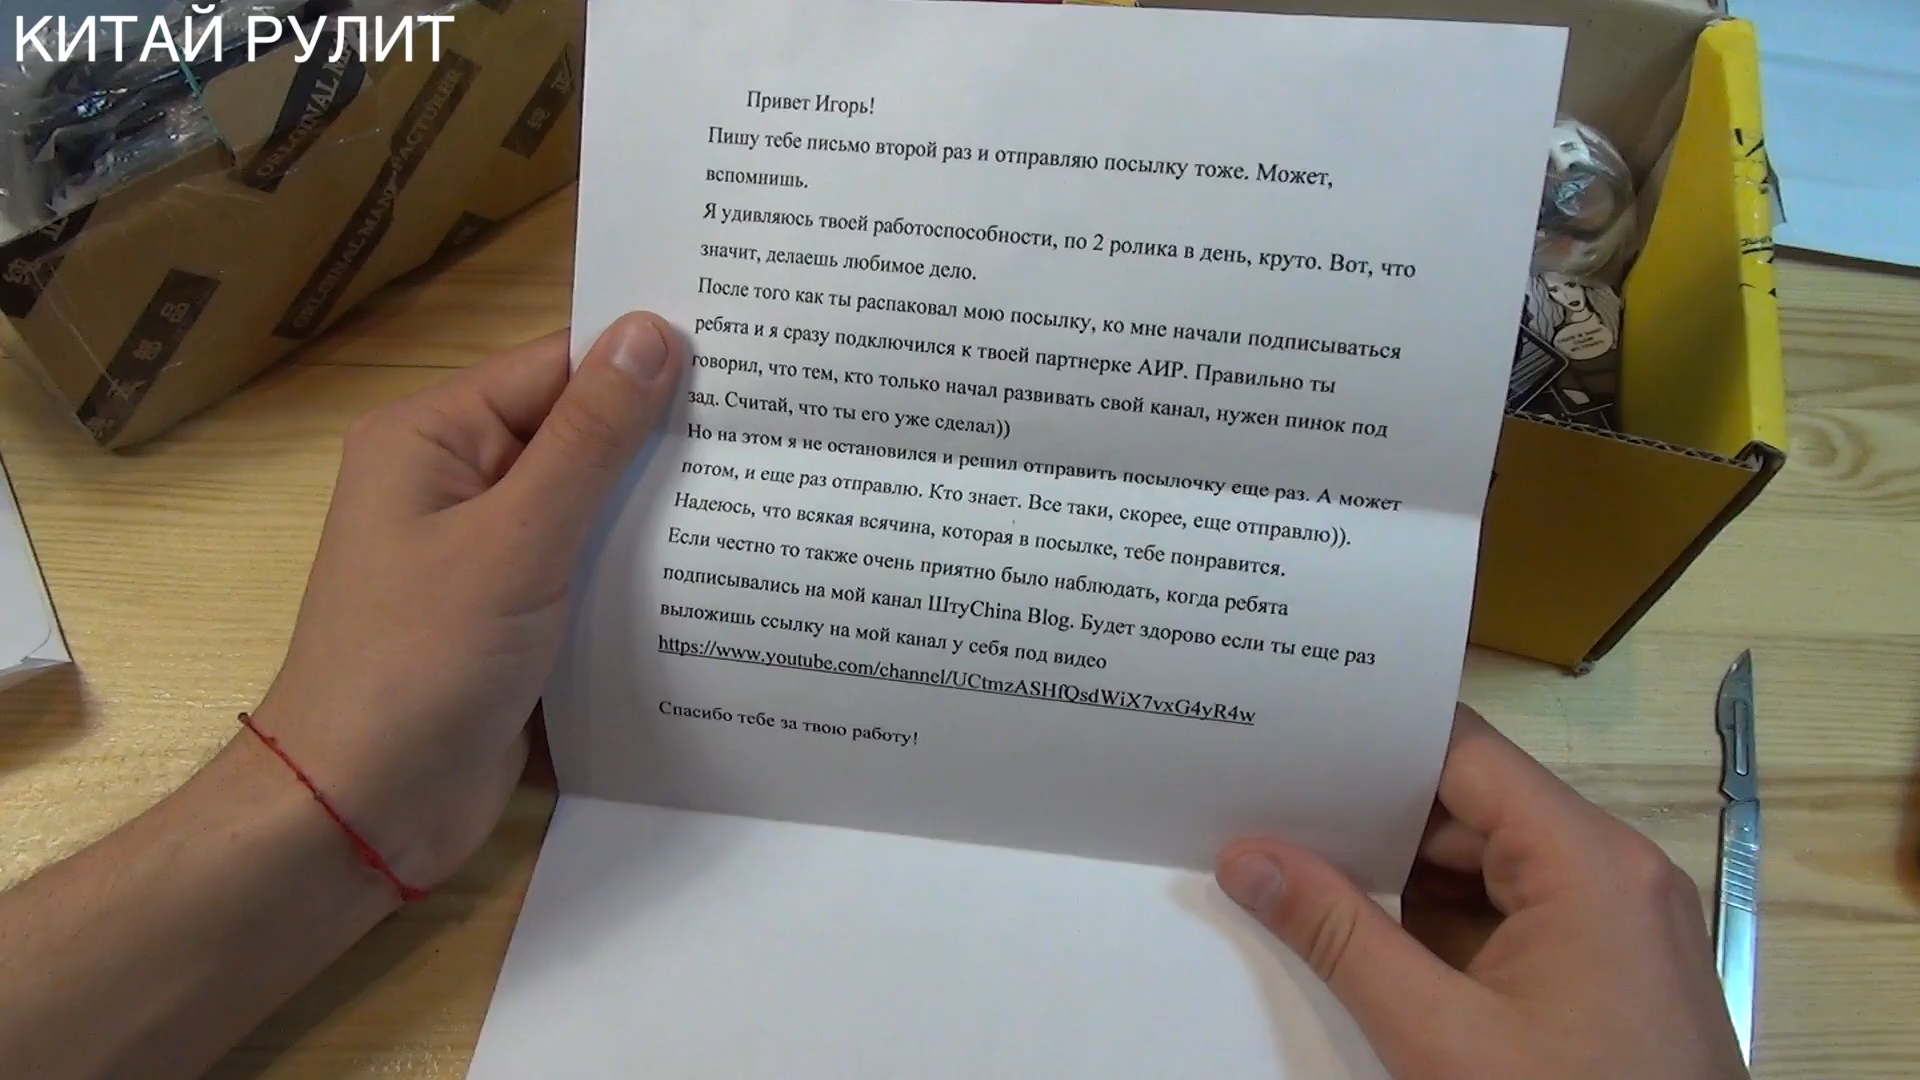 КИТАЙ РУЛИТ
ORIGINAL MANUFACTURER
Привет Игорь!
Пишу тебе письмо второй раз и отправляю посылку тоже. Может,
вспомнишь.
Я удивляюсь твоей работоспособности, по 2 ролика в день, круто. Вот, что
значит, делаешь любимое дело.
После того как ты распаковал мою посылку, ко мне начали подписываться
ребята и я сразу подключился к твоей партнерке АИР. Правильно ты
говорил, что тем, кто только начал развивать свой канал, нужен пинок под
зад. Считай, что ты его уже сделал))
Но на этом я не остановился и решил отправить посылочку еще раз. А может
потом, и еще раз отправлю. Кто знает. Все таки, скорее, еще отправлю)).
Надеюсь, что всякая всячина, которая в посылке, тебе понравится.
Если честно то также очень приятно было наблюдать, когда ребята
подписывались на мой канал ШтуChina Blog. Будет здорово если ты еще раз
выложишь ссылку на мой канал у себя под видео
https://www.youtube.com/channel/UCtmzASHfQsdWiX7vxG4yR4w
Спасибо тебе за твою работу!